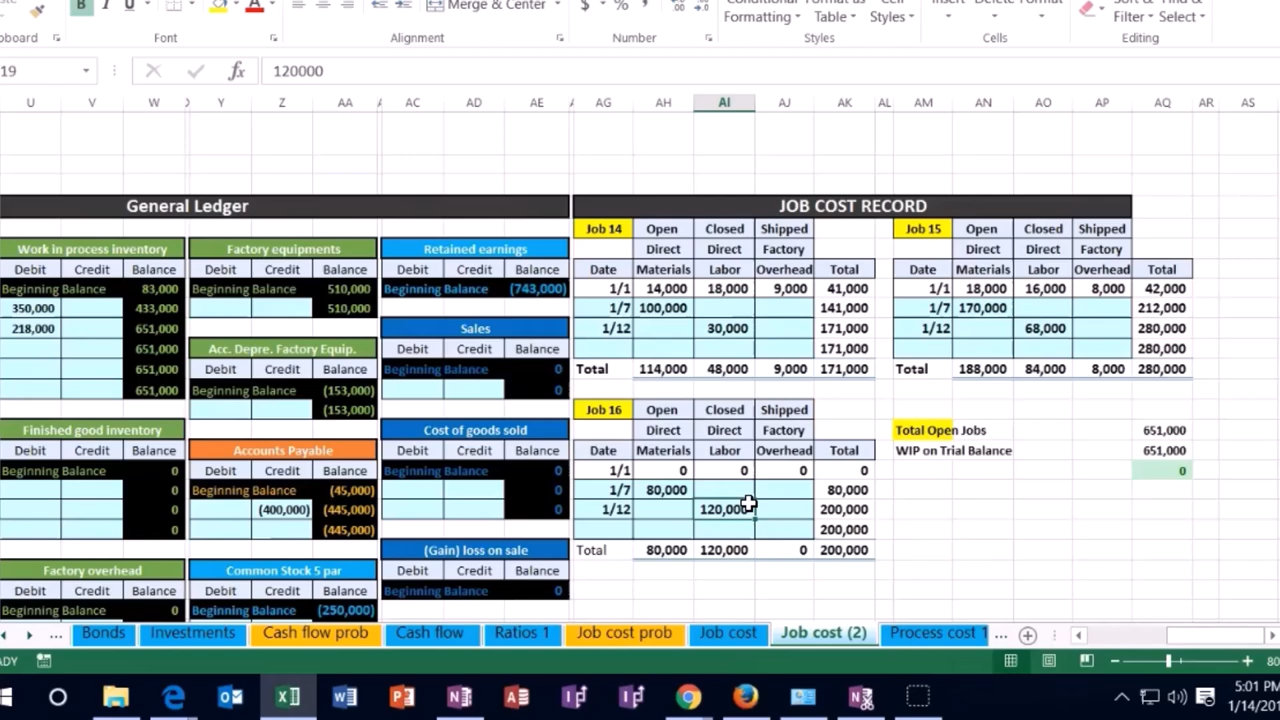 B I U Merge & Center $ %
Conditional Format as Cell Insert Delete Format Sort & Find &
Formatting Table Styles Filter Select
pboard Font Alignment Number Styles Cells Editing
19 fx 120000
U V W Y Z AA AC AD AE AG AH AI AJ AK AL AM AN AO AP AQ AR AS
General Ledger JOB COST RECORD
Job 14 Open Closed Shipped Job 15 Open Closed Shipped
Work in process inventory Factory equipments Retained earnings Direct Direct Factory Direct Direct Factory
Debit Credit Balance Debit Credit Balance Debit Credit Balance Date Materials Labor Overhead Total Date Materials Labor Overhead Total
Beginning Balance 83,000 Beginning Balance 510,000 Beginning Balance (743,000) 1/1 14,000 18,000 9,000 41,000 1/1 18,000 16,000 8,000 42,000
350,000 433,000 510,000 1/7 100,000 141,000 1/7 170,000 212,000
218,000 651,000 Sales 1/12 30,000 171,000 1/12 68,000 280,000
651,000 Acc. Depre. Factory Equip. Debit Credit Balance 171,000 280,000
651,000 Debit Credit Balance Beginning Balance 0 Total 114,000 48,000 9,000 171,000 Total 188,000 84,000 8,000 280,000
651,000 Beginning Balance (153,000) 0
(153,000) Job 16 Open Closed Shipped
Finished good inventory Cost of goods sold Direct Direct Factory Total Open Jobs 651,000
Debit Credit Balance Accounts Payable Debit Credit Balance Date Materials Labor Overhead Total WIP on Trial Balance 651,000
Beginning Balance 0 Debit Credit Balance Beginning Balance 0 1/1 0 0 0 0 0
0 Beginning Balance (45,000) 0 1/7 80,000 80,000
0 (400,000) (445,000) 0 1/12 120,000 200,000
0 (445,000) 0 200,000
(Gain) loss on sale Total 80,000 120,000 0 200,000
Factory overhead Common Stock 5 par Debit Credit Balance
Debit Credit Balance Debit Credit Balance Beginning Balance 0
Beginning Balance 0 Beginning Balance (250,000)
... Bonds Investments Cash flow prob Cash flow Ratios 1 Job cost prob Job cost Job cost (2) Process cost 1 ...
ADY 80
5:01 PM
1/14/201